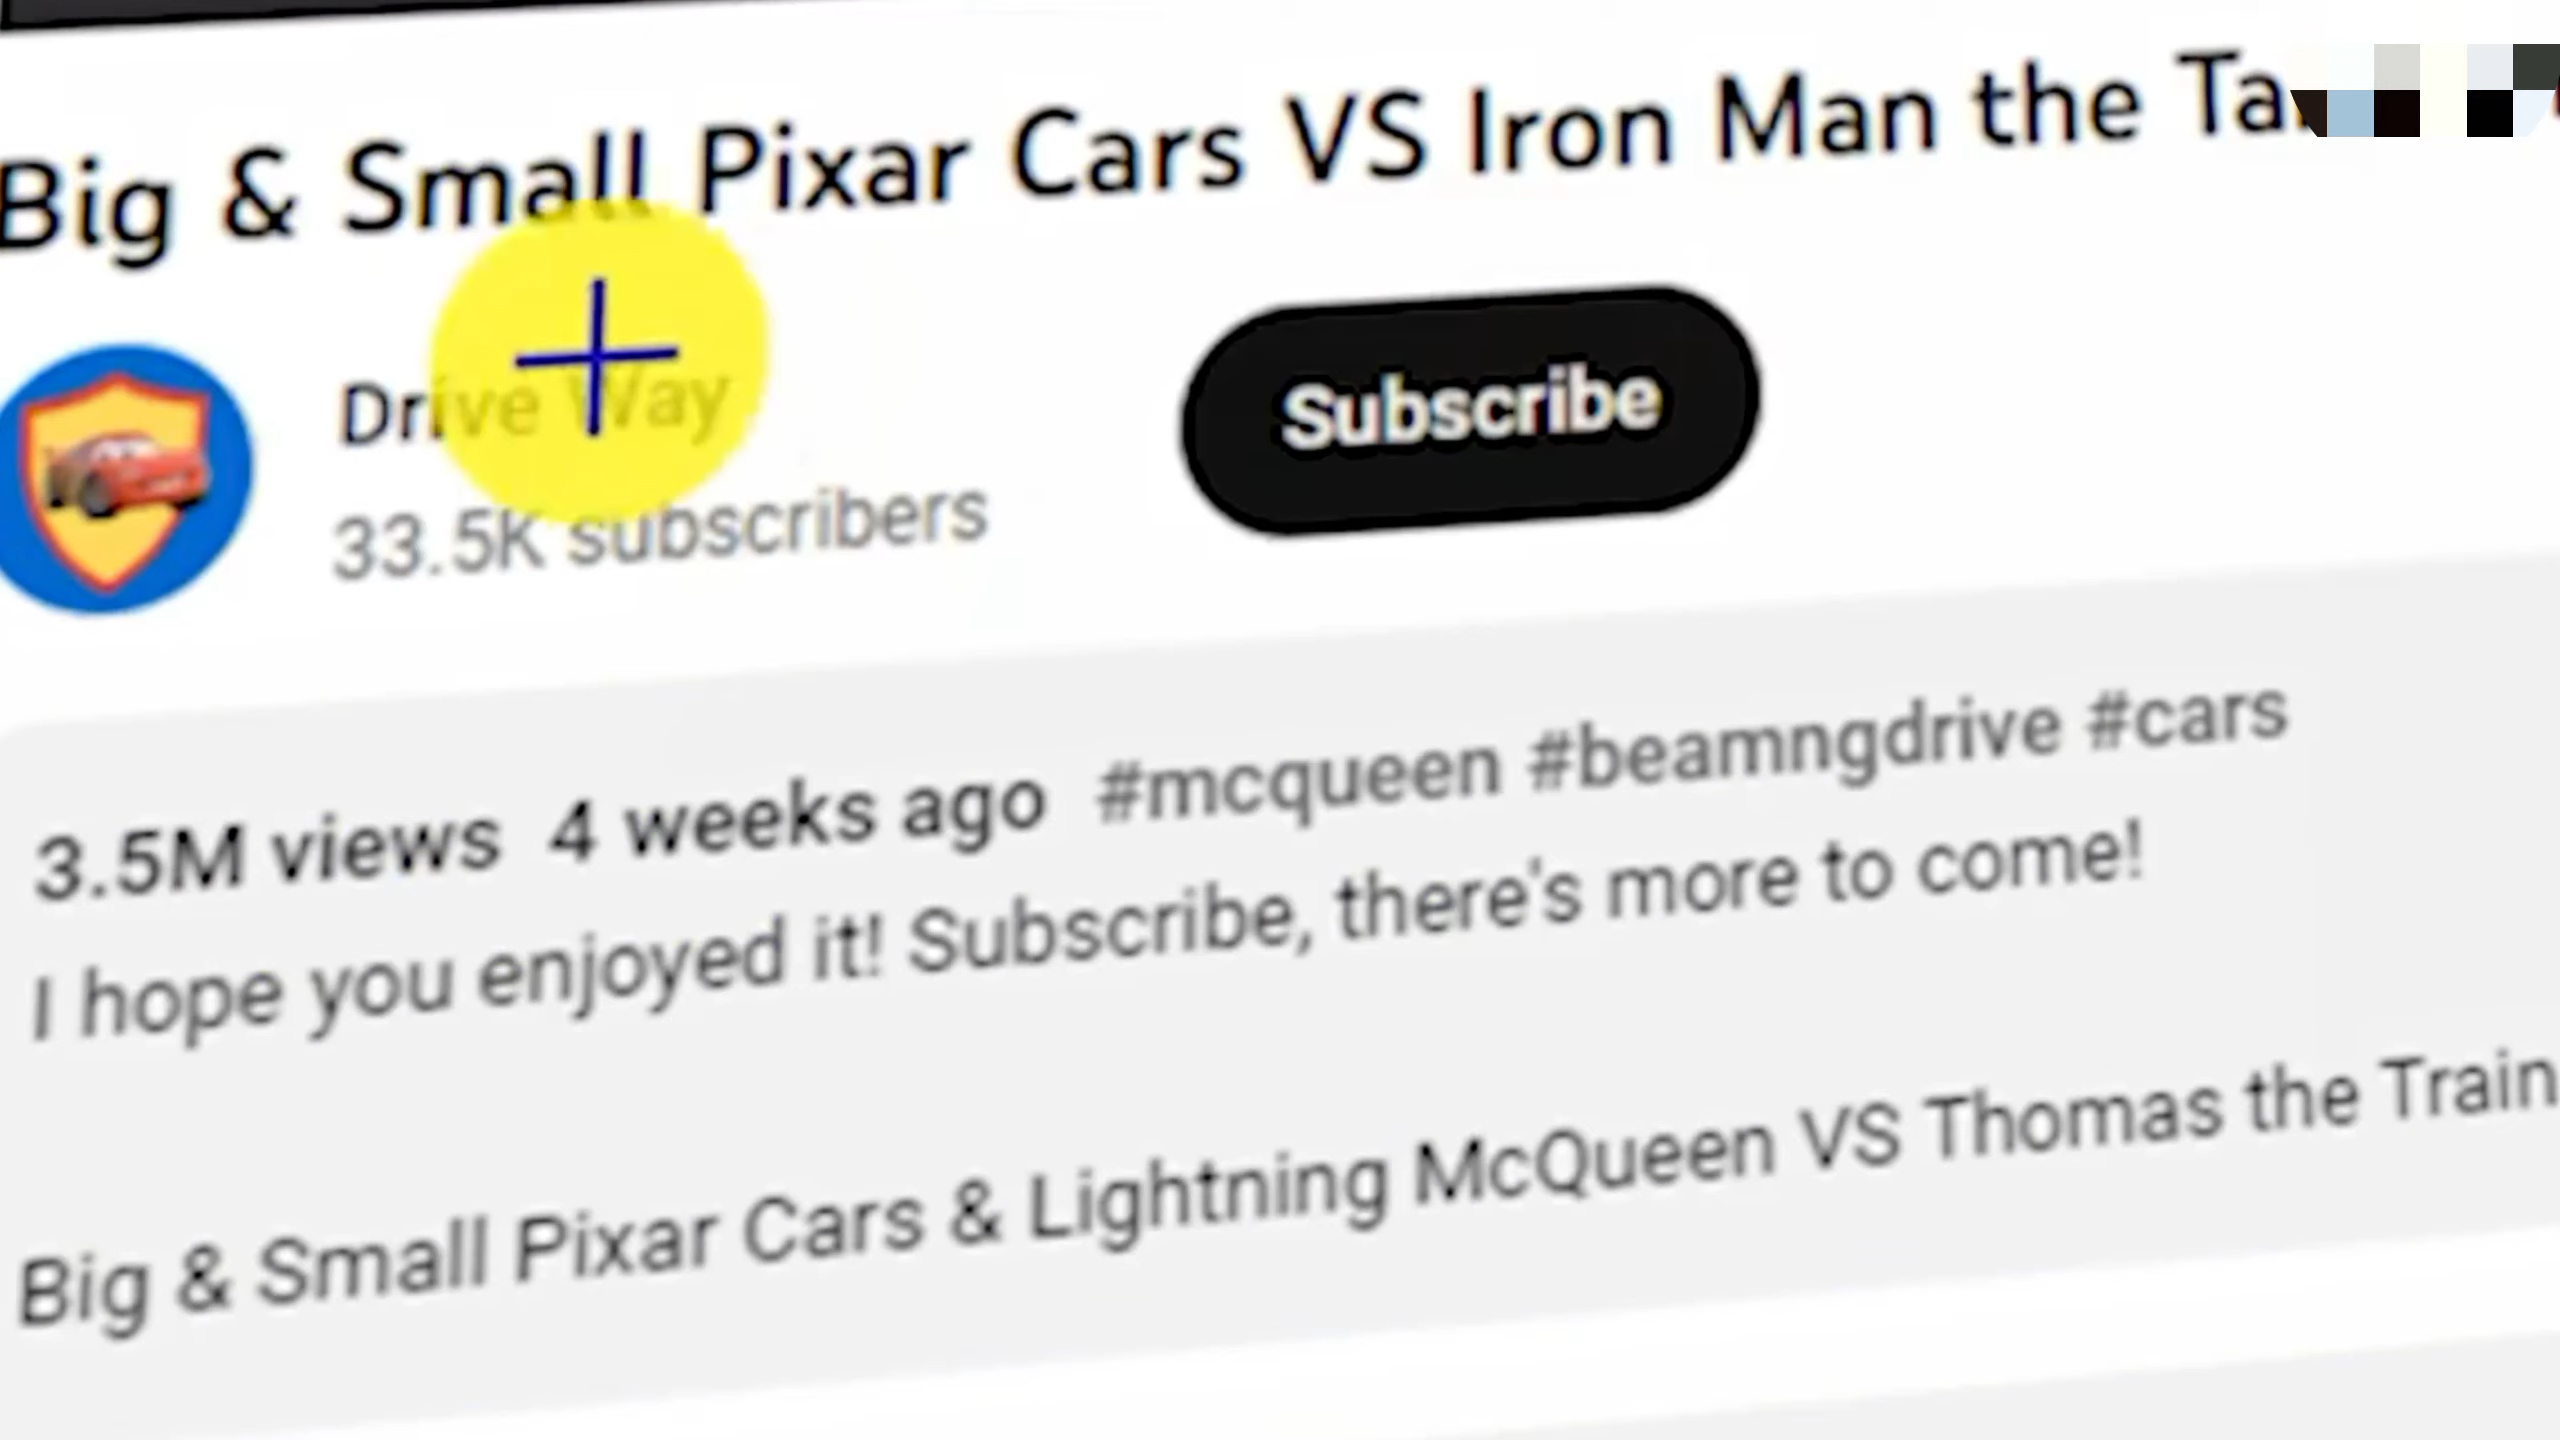 Big & Small Pixar Cars VS Iron Man the
Drive Way
33.5K subscribers
Subscribe
3.5M views 4 weeks ago #mcqueen #beamngdrive #cars
I hope you enjoyed it! Subscribe, there's more to come!
Big & Small Pixar Cars & Lightning McQueen VS Thomas the Train